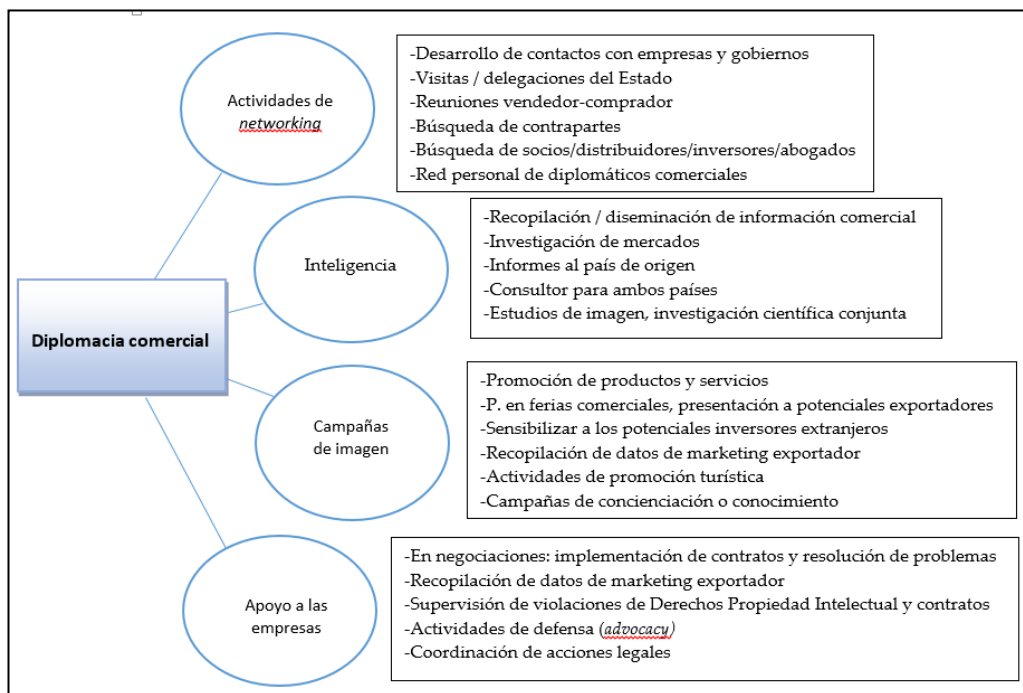 Diplomacia comercial
Actividades de
networking
-Desarrollo de contactos con empresas y gobiernos
-Visitas / delegaciones del Estado
-Reuniones vendedor-comprador
-Búsqueda de contrapartes
-Búsqueda de socios/distribuidores/inversores/abogados
-Red personal de diplomáticos comerciales
Inteligencia
-Recopilación / diseminación de información comercial
-Investigación de mercados
-Informes al país de origen
-Consultor para ambos países
-Estudios de imagen, investigación científica conjunta
Campañas
de imagen
-Promoción de productos y servicios
-P. en ferias comerciales, presentación a potenciales exportadores
-Sensibilizar a los potenciales inversores extranjeros
-Recopilación de datos de marketing exportador
-Actividades de promoción turística
-Campañas de concienciación o conocimiento
Apoyo a las
empresas
-En negociaciones: implementación de contratos y resolución de problemas
-Recopilación de datos de marketing exportador
-Supervisión de violaciones de Derechos Propiedad Intelectual y contratos
-Actividades de defensa (advocacy)
-Coordinación de acciones legales